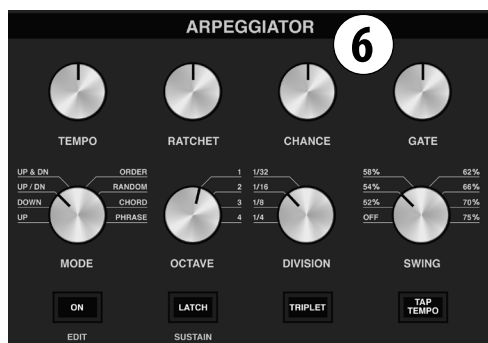 ARPEGGIATOR
6
TEMPO RATCHET CHANCE GATE
UP & DN ORDER 1 1/32 58% 62%
UP / DN RANDOM 2 1/16 54% 66%
DOWN CHORD 3 1/8 52% 70%
UP PHRASE 4 1/4 OFF 75%
MODE OCTAVE DIVISION SWING
ON LATCH TRIPLET TAP
TEMPO
EDIT SUSTAIN